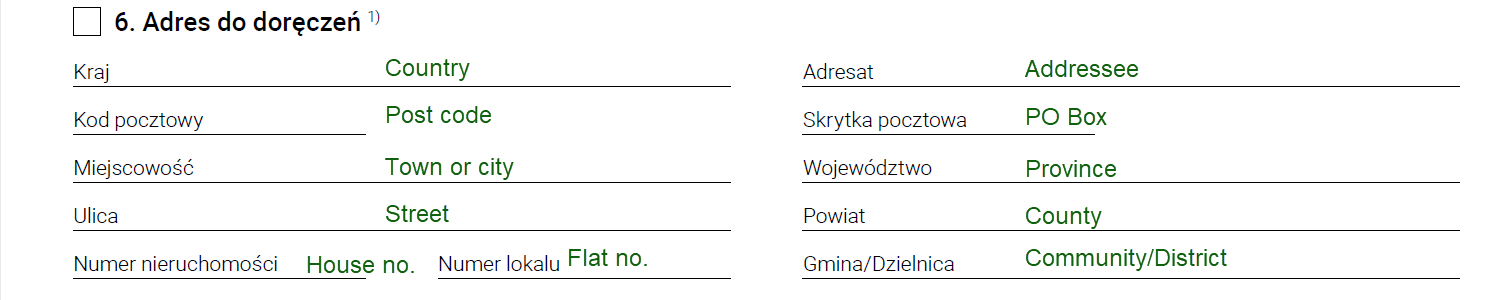 6. Adres do doręczeń 1)
Kraj Country
Kod pocztowy Post code
Miejscowość Town or city
Ulica Street
Numer nieruchomości House no. Numer lokalu Flat no.
Adresat Addressee
Skrytka pocztowa PO Box
Województwo Province
Powiat County
Gmina/Dzielnica Community/District